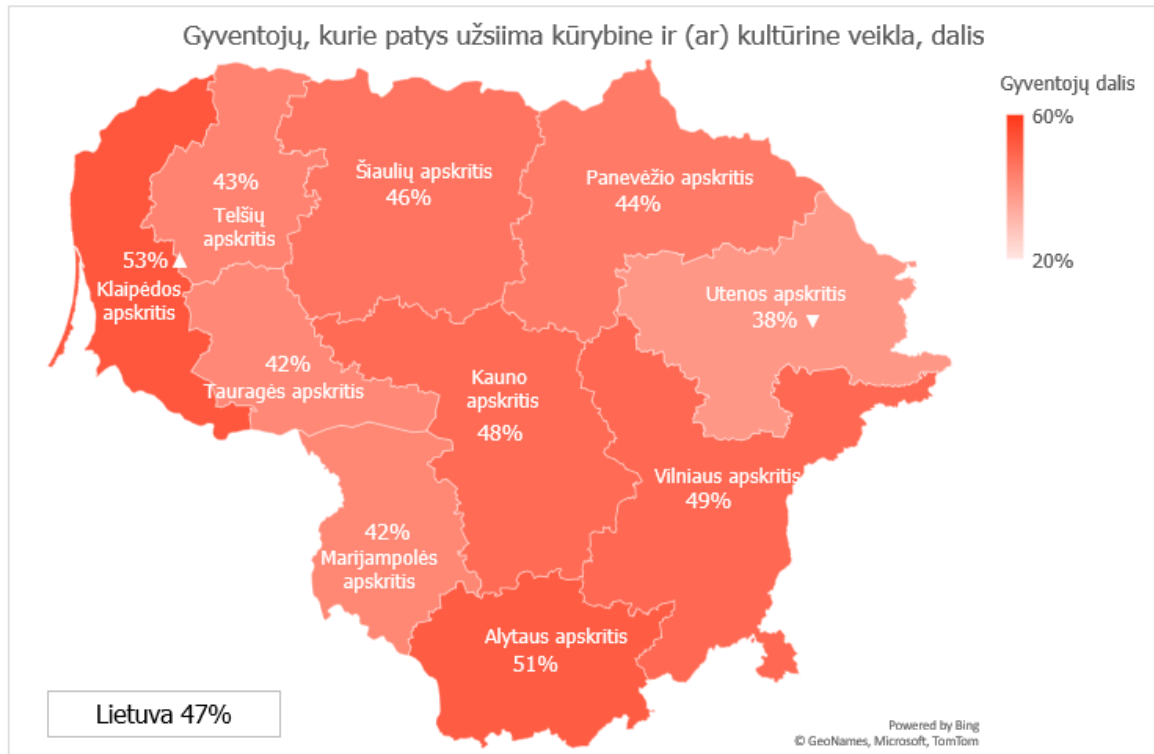 Gyventojų, kurie patys užsiima kūrybine ir (ar) kultūrine veikla, dalis
Gyventojų dalis
60%
20%
43%
Telšių
apskritis
Šiaulių apskritis
46%
Panevėžio apskritis
44%
53% ▲
Klaipėdos
apskritis
Utenos apskritis
38% ▼
42%
Tauragės apskritis
Kauno
apskritis
48%
Vilniaus apskritis
49%
42%
Marijampolės
apskritis
Alytaus apskritis
51%
Lietuva 47%
Powered by Bing
© GeoNames, Microsoft, TomTom